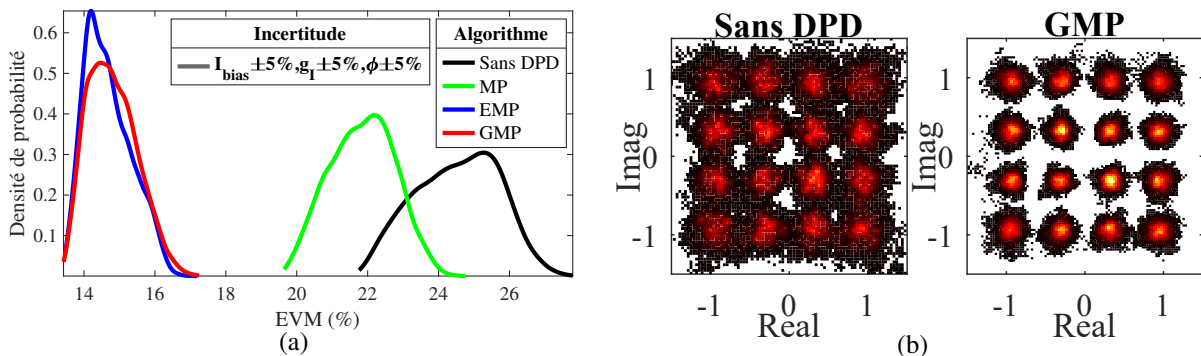 Densité de probabilité
0.6
0.5
0.4
0.3
0.2
0.1
14
16
18
20
22
24
26
EVM (%)
Incertitude
I_bias ±5%,g_I±5%,ϕ±5%
Algorithme
Sans DPD
MP
EMP
GMP
(a)
Sans DPD
Imag
1
0
-1
-1
0
1
Real
GMP
Imag
1
0
-1
-1
0
1
Real
(b)